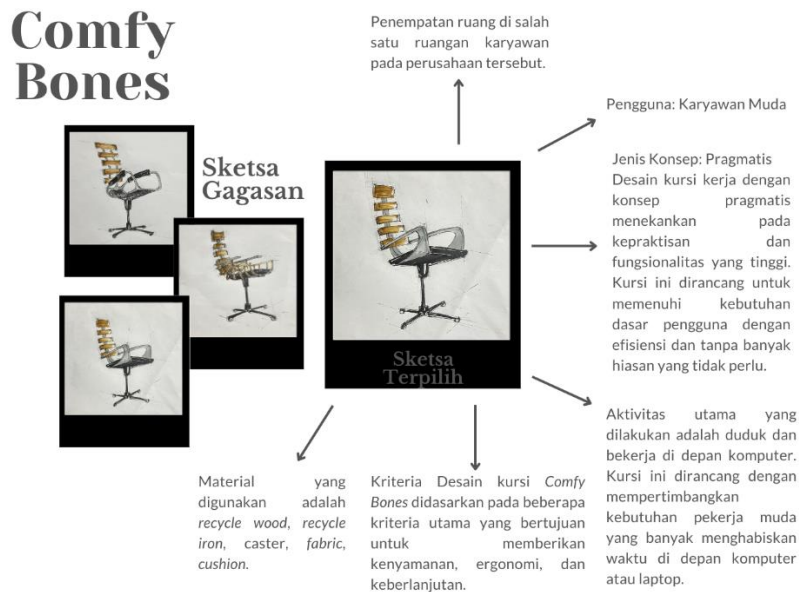 Comfy
Bones
Penempatan ruang di salah
satu ruangan karyawan
pada perusahaan tersebut.
Pengguna: Karyawan Muda
Sketsa
Gagasan
Jenis Konsep: Pragmatis
Desain kursi kerja dengan
konsep pragmatis
menekankan pada
kepraktisan dan
fungsionalitas yang tinggi.
Kursi ini dirancang untuk
memenuhi kebutuhan
dasar pengguna dengan
efisiensi dan tanpa banyak
hiasan yang tidak perlu.
Sketsa
Terpilih
Aktivitas utama yang
dilakukan adalah duduk dan
bekerja di depan komputer.
Kursi ini dirancang dengan
mempertimbangkan
kebutuhan pekerja muda
yang banyak menghabiskan
waktu di depan komputer
atau laptop.
Material yang
digunakan adalah
recycle wood, recycle
iron, caster, fabric,
cushion.
Kriteria Desain kursi Comfy
Bones didasarkan pada beberapa
kriteria utama yang bertujuan
untuk memberikan
kenyamanan, ergonomi, dan
keberlanjutan.